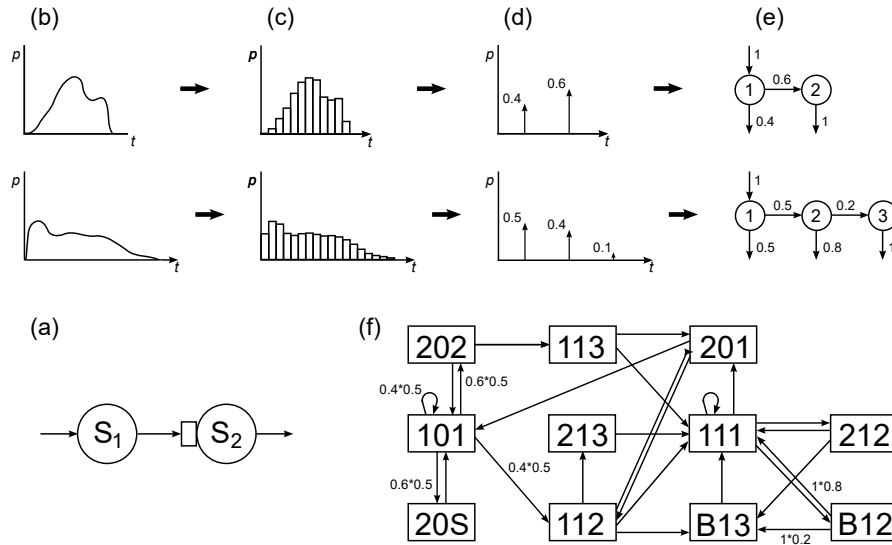 (b) (c) (d) (e)
p p p 1
0.4 0.6 1 0.6 2
t t t 0.4 1
p p p 1
0.5 0.4 0.1 1 0.5 2 0.2 3
t t t 0.5 0.8 1
(a) (f)
202 113 201
0.4*0.5 0.6*0.5
S1 S2 101 213 111 212
0.6*0.5 0.4*0.5 1*0.8
20S 112 B13 B12
1*0.2